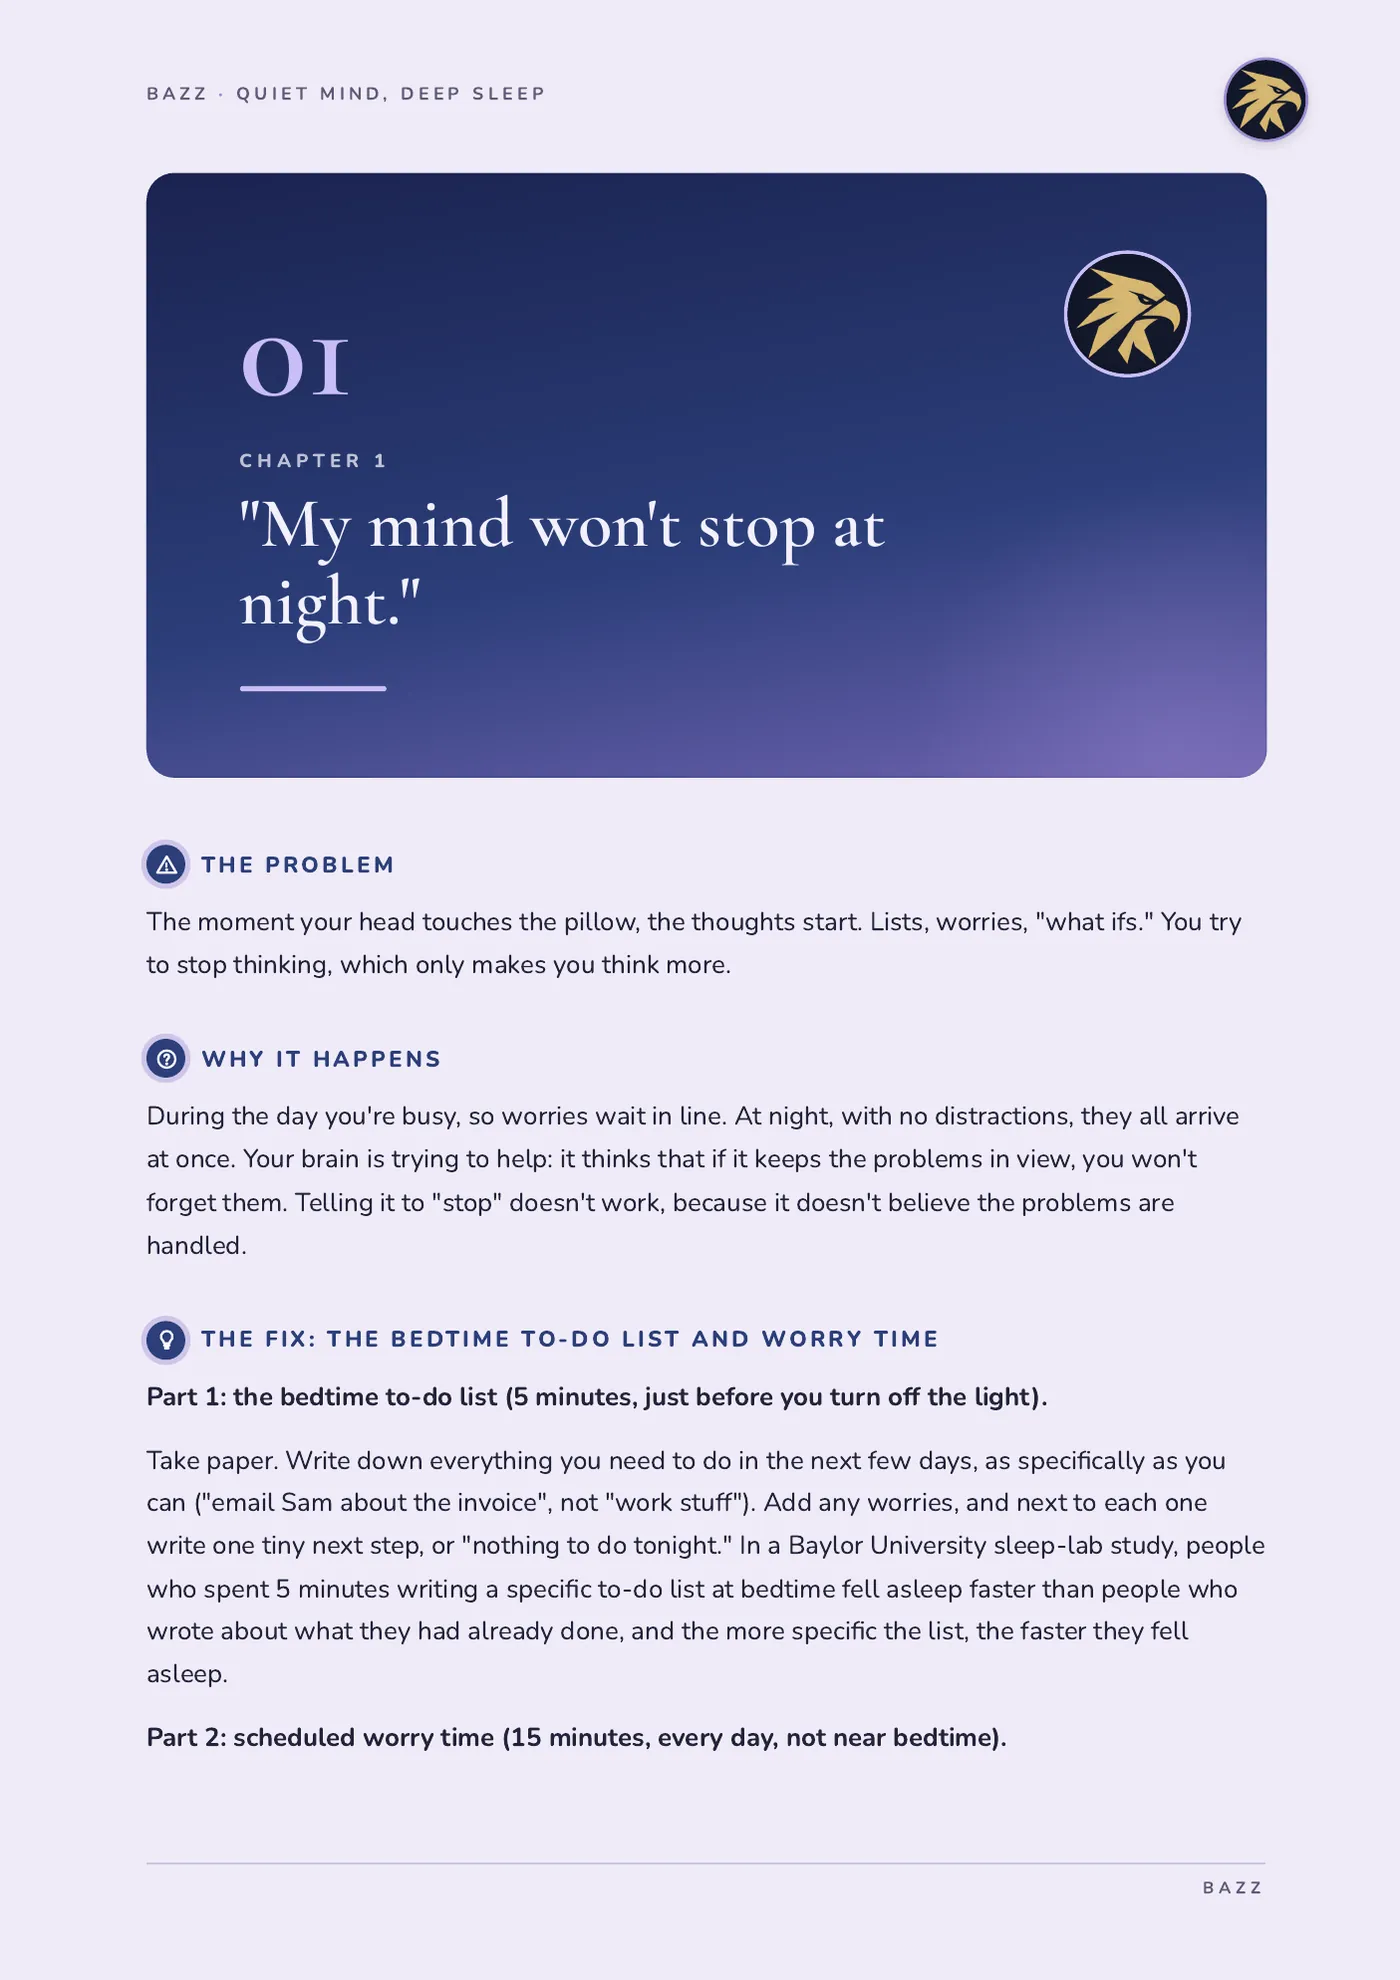 BAZZ · QUIET MIND, DEEP SLEEP
01
CHAPTER 1
"My mind won't stop at
night."
THE PROBLEM
The moment your head touches the pillow, the thoughts start. Lists, worries, "what ifs." You try
to stop thinking, which only makes you think more.
WHY IT HAPPENS
During the day you're busy, so worries wait in line. At night, with no distractions, they all arrive
at once. Your brain is trying to help: it thinks that if it keeps the problems in view, you won't
forget them. Telling it to "stop" doesn't work, because it doesn't believe the problems are
handled.
THE FIX: THE BEDTIME TO-DO LIST AND WORRY TIME
Part 1: the bedtime to-do list (5 minutes, just before you turn off the light).
Take paper. Write down everything you need to do in the next few days, as specifically as you
can ("email Sam about the invoice", not "work stuff"). Add any worries, and next to each one
write one tiny next step, or "nothing to do tonight." In a Baylor University sleep-lab study, people
who spent 5 minutes writing a specific to-do list at bedtime fell asleep faster than people who
wrote about what they had already done, and the more specific the list, the faster they fell
asleep.
Part 2: scheduled worry time (15 minutes, every day, not near bedtime).
BAZZ